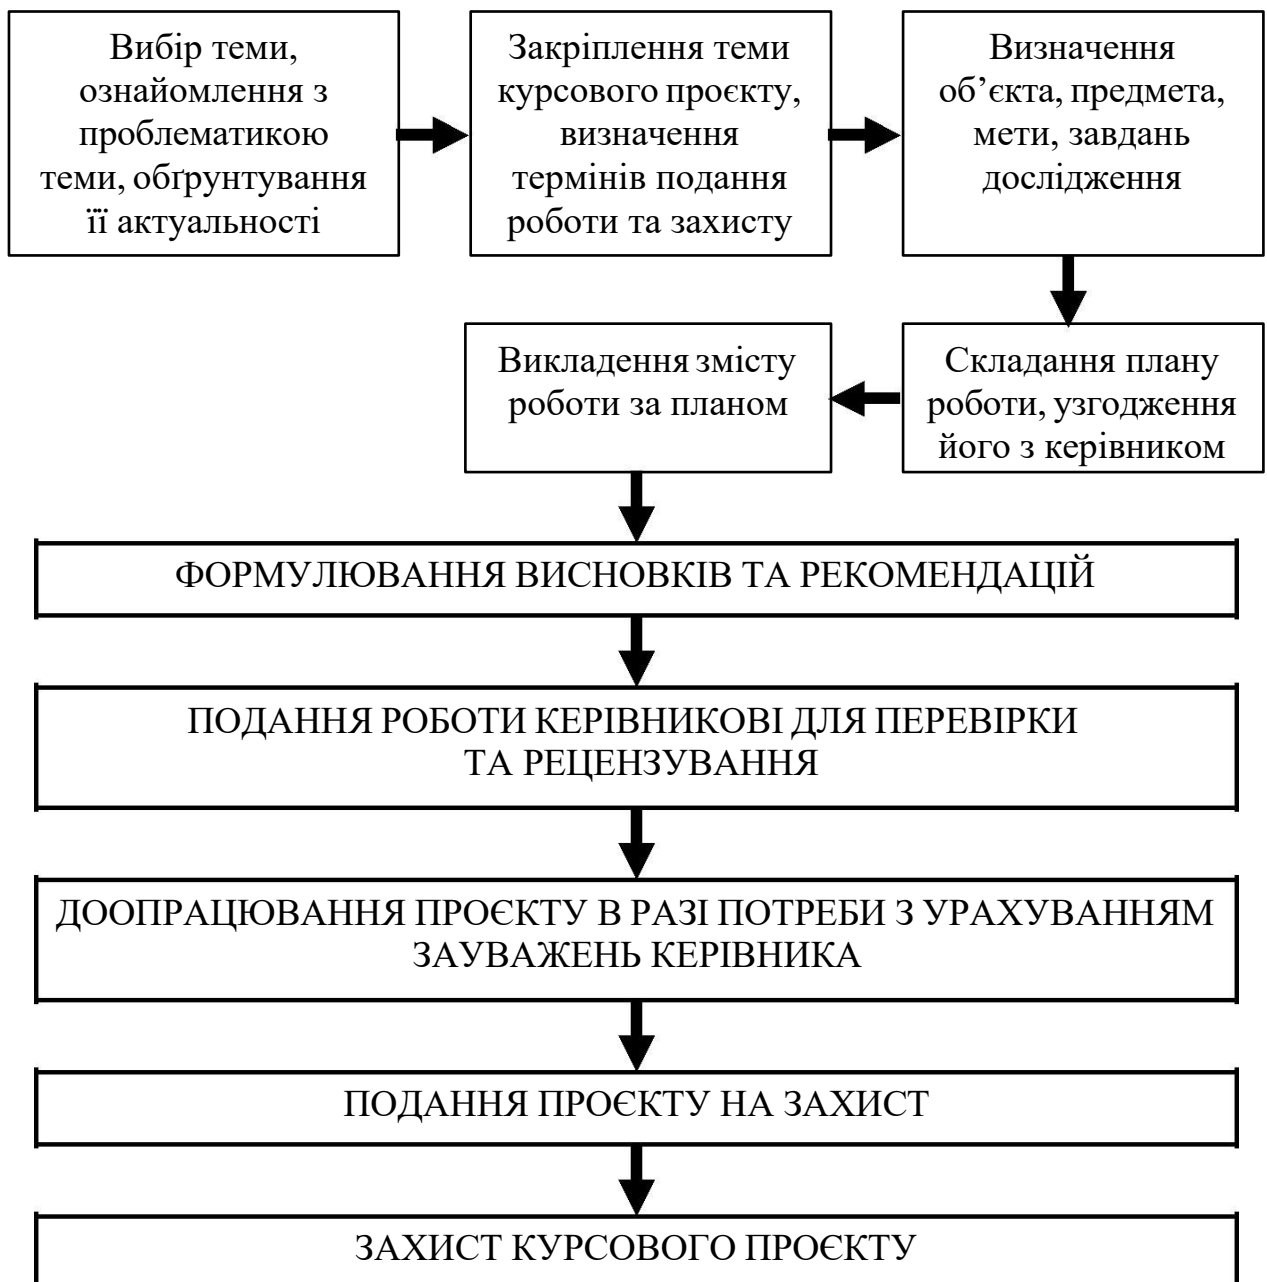 Вибір теми,
ознайомлення з
проблематикою
теми, обґрунтування
її актуальності
Закріплення теми
курсового проєкту,
визначення
термінів подання
роботи та захисту
Визначення
об’єкта, предмета,
мети, завдань
дослідження
Складання плану
роботи, узгодження
його з керівником
Викладення змісту
роботи за планом
ФОРМУЛЮВАННЯ ВИСНОВКІВ ТА РЕКОМЕНДАЦІЙ
ПОДАННЯ РОБОТИ КЕРІВНИКОВІ ДЛЯ ПЕРЕВІРКИ
ТА РЕЦЕНЗУВАННЯ
ДООПРАЦЮВАННЯ ПРОЄКТУ В РАЗІ ПОТРЕБИ З УРАХУВАННЯМ
ЗАУВАЖЕНЬ КЕРІВНИКА
ПОДАННЯ ПРОЄКТУ НА ЗАХИСТ
ЗАХИСТ КУРСОВОГО ПРОЄКТУ